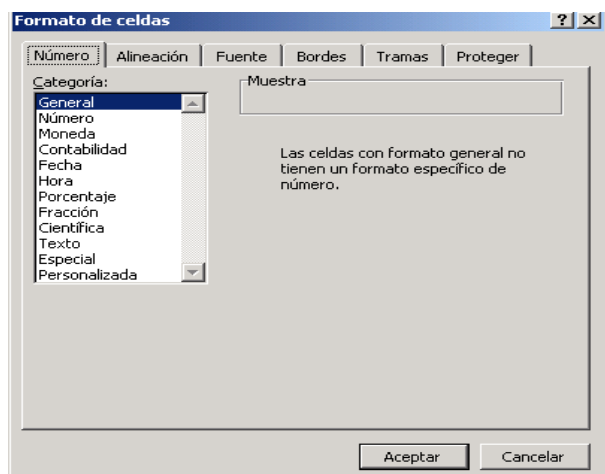 Formato de celdas
Número Alineación Fuente Bordes Tramas Proteger
Categoría:
General
Número
Moneda
Contabilidad
Fecha
Hora
Porcentaje
Fracción
Científica
Texto
Especial
Personalizada
Muestra
Las celdas con formato general no
tienen un formato específico de
número.
Aceptar Cancelar